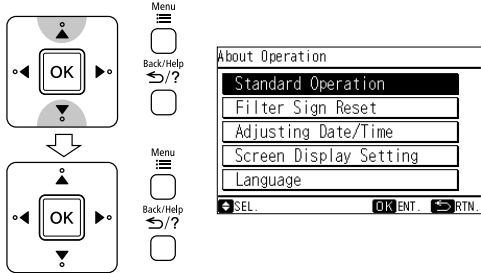 Menu
OK
Back/Help
/?
Menu
OK
Back/Help
/?
About Operation
Standard Operation
Filter Sign Reset
Adjusting Date/Time
Screen Display Setting
Language
SEL. OK ENT. RTN.